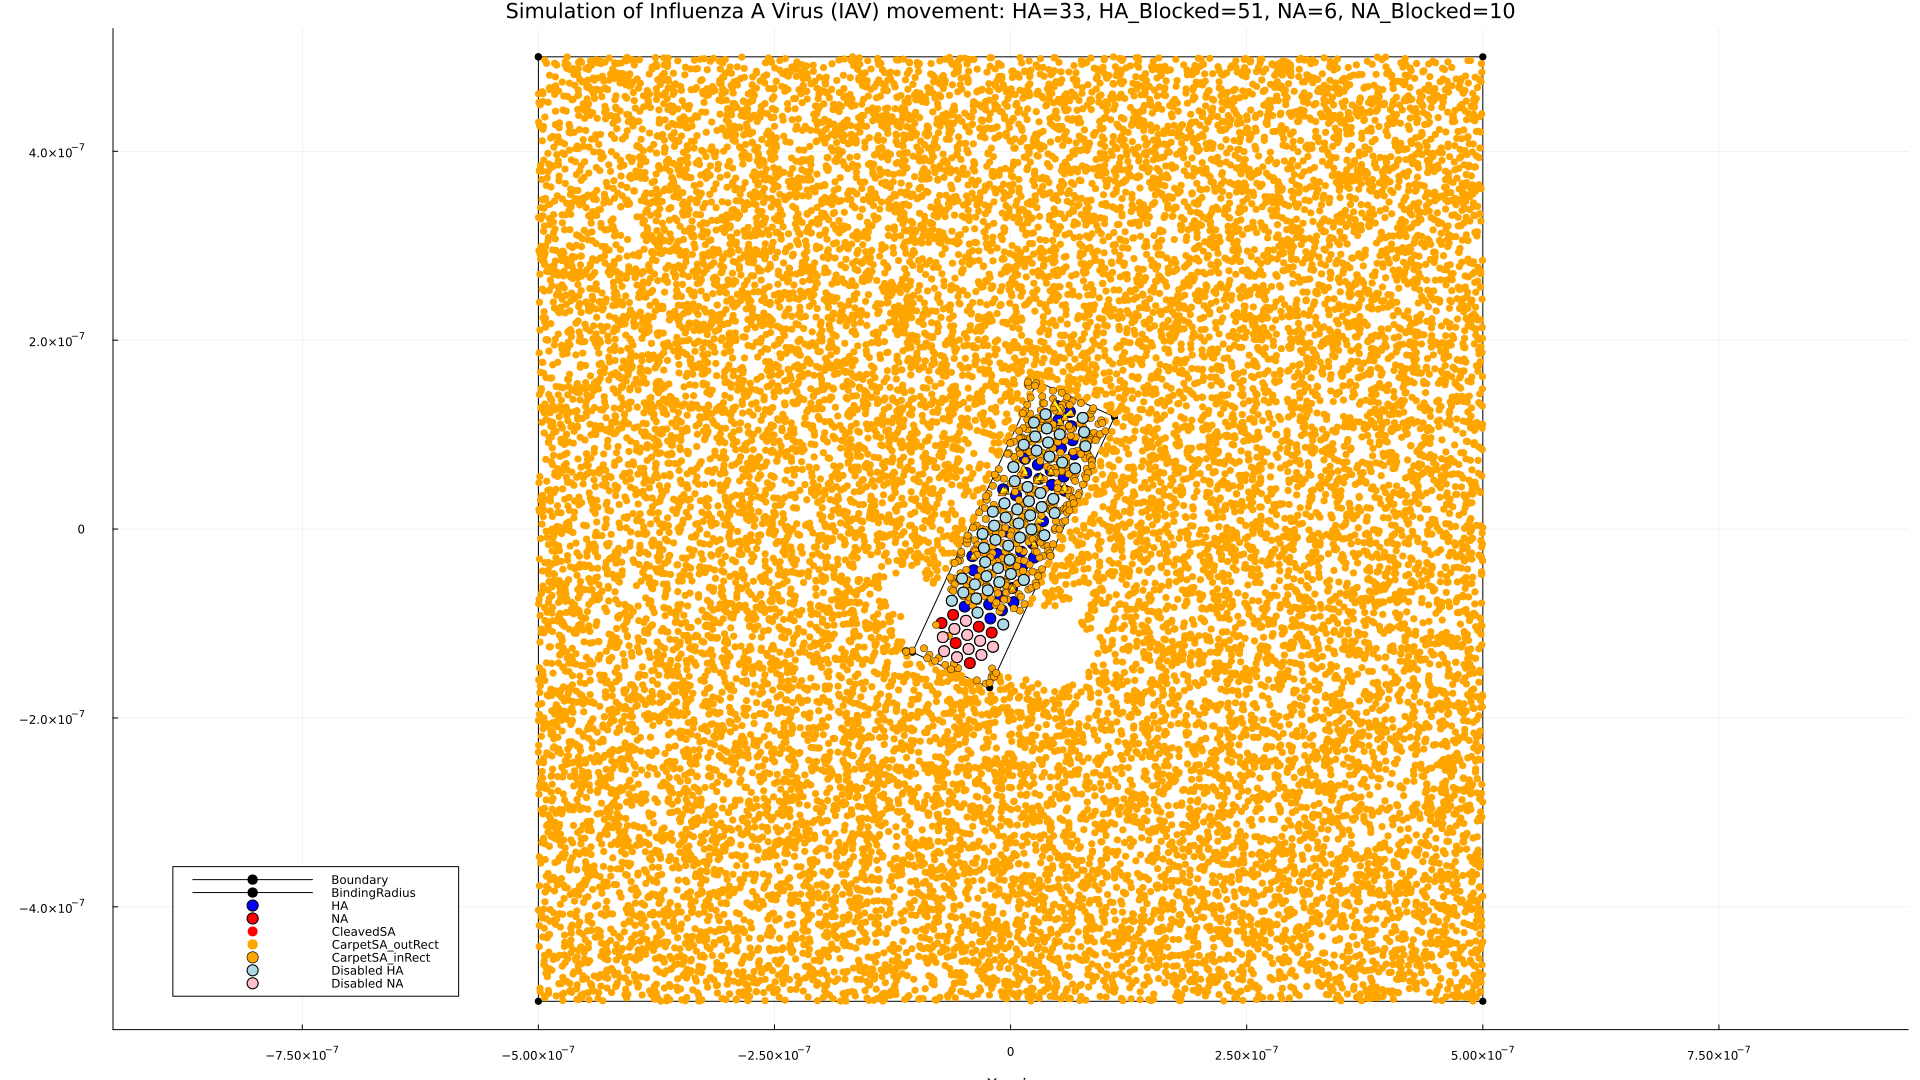 Simulation of Influenza A Virus (IAV) movement: HA=33, HA_Blocked=51, NA=6, NA_Blocked=10
4.0×10⁻⁷
2.0×10⁻⁷
0
−2.0×10⁻⁷
−4.0×10⁻⁷
Boundary
BindingRadius
HA
NA
CleavedSA
CarpetSA_outRect
CarpetSA_inRect
Disabled HA
Disabled NA
−7.50×10⁻⁷ −5.00×10⁻⁷ −2.50×10⁻⁷ 0 2.50×10⁻⁷ 5.00×10⁻⁷ 7.50×10⁻⁷